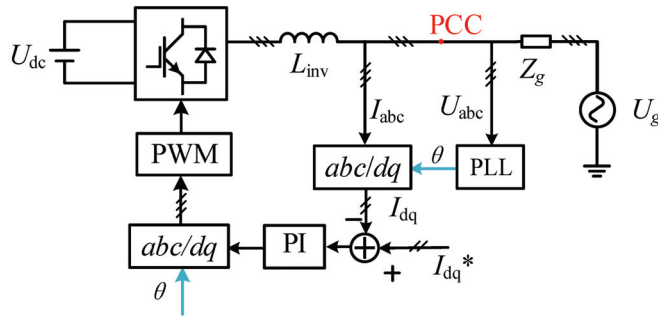 PCC
U_dc
L_inv
Z_g
I_abc
U_abc
U_g
PWM
abc/dq
θ
PLL
I_dq
abc/dq
PI
I_dq*
θ